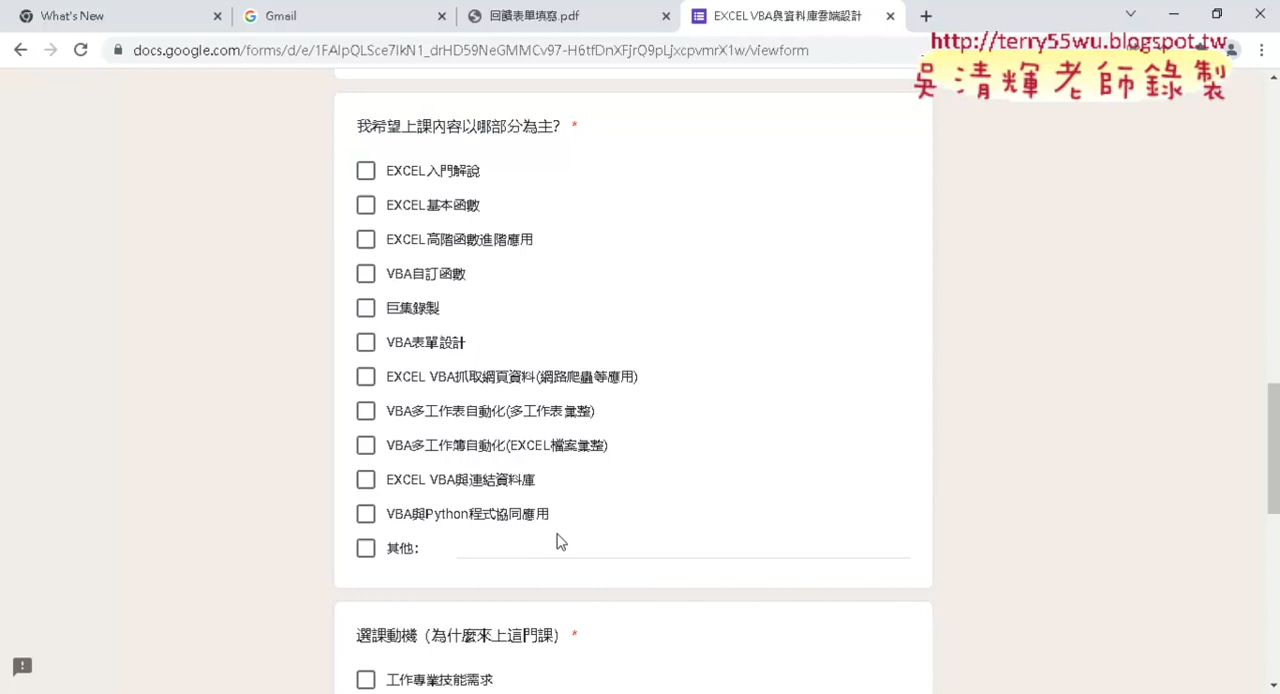 What's New
Gmail
回饋表單填寫.pdf
EXCEL VBA與資料庫雲端設計
docs.google.com/forms/d/e/1FAIpQLSce7lkN1_drHD59NeGMMCv97-H6tfDnXFJrQ9pLjxcpvmrX1w/viewform
http://terry55wu.blogspot.tw
吳清輝老師錄製
我希望上課內容以哪部分為主? *
EXCEL入門解說
EXCEL基本函數
EXCEL高階函數進階應用
VBA自訂函數
巨集錄製
VBA表單設計
EXCEL VBA抓取網頁資料(網路爬蟲等應用)
VBA多工作表自動化(多工作表彙整)
VBA多工作簿自動化(EXCEL檔案彙整)
EXCEL VBA與連結資料庫
VBA與Python程式協同應用
其他:
選課動機（為什麼來上這門課） *
工作專業技能需求